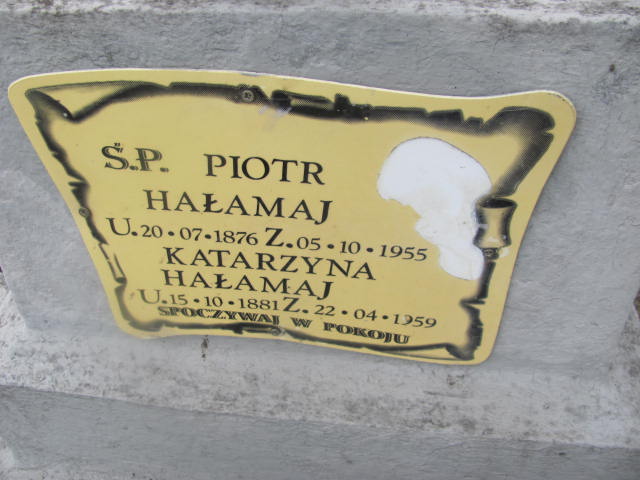 Ś.P. PIOTR
HAŁAMAJ
U.20·07·1876 Z.05·10·1955
KATARZYNA
HAŁAMAJ
U.15·10·1881 Z.22·04·1959
SPOCZYWAJ W POKOJU